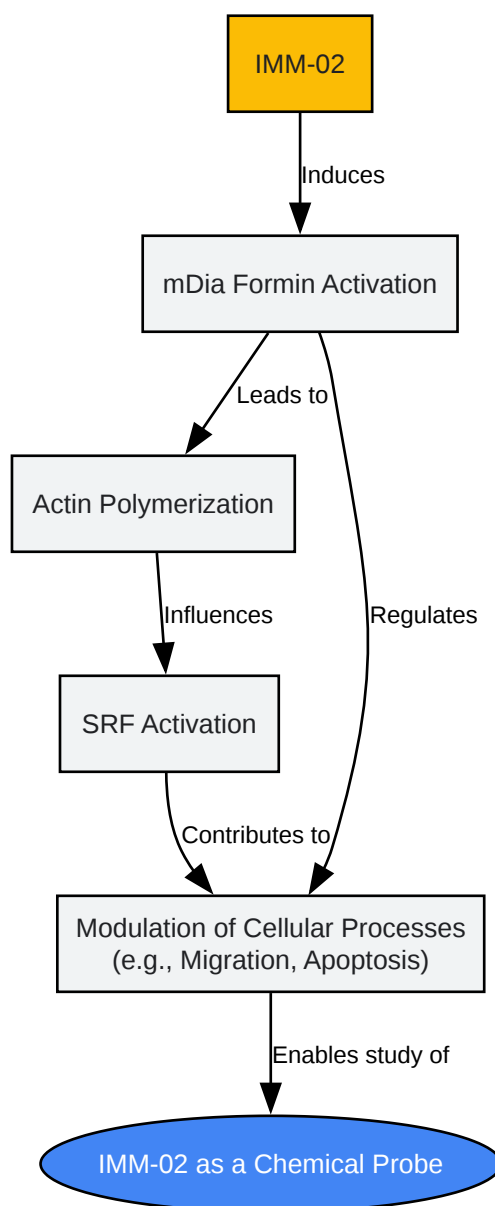 IMM-02
Induces
mDia Formin Activation
Leads to
Actin Polymerization
Influences
Regulates
SRF Activation
Contributes to
Modulation of Cellular Processes
(e.g., Migration, Apoptosis)
Enables study of
IMM-02 as a Chemical Probe